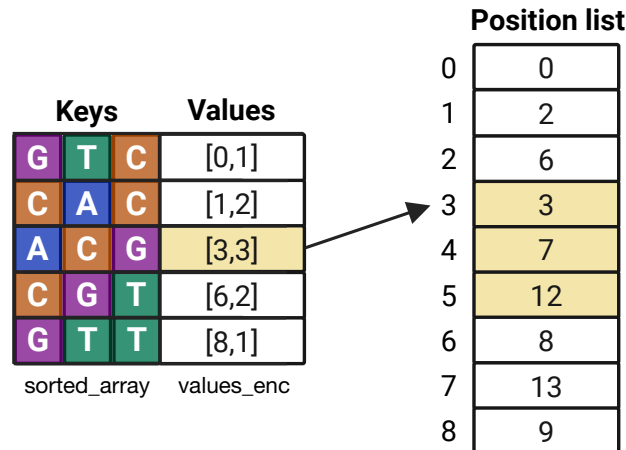 Position list
Keys Values
G T C [0,1]
C A C [1,2]
A C G [3,3]
C G T [6,2]
G T T [8,1]
sorted_array values_enc
0 0
1 2
2 6
3 3
4 7
5 12
6 8
7 13
8 9